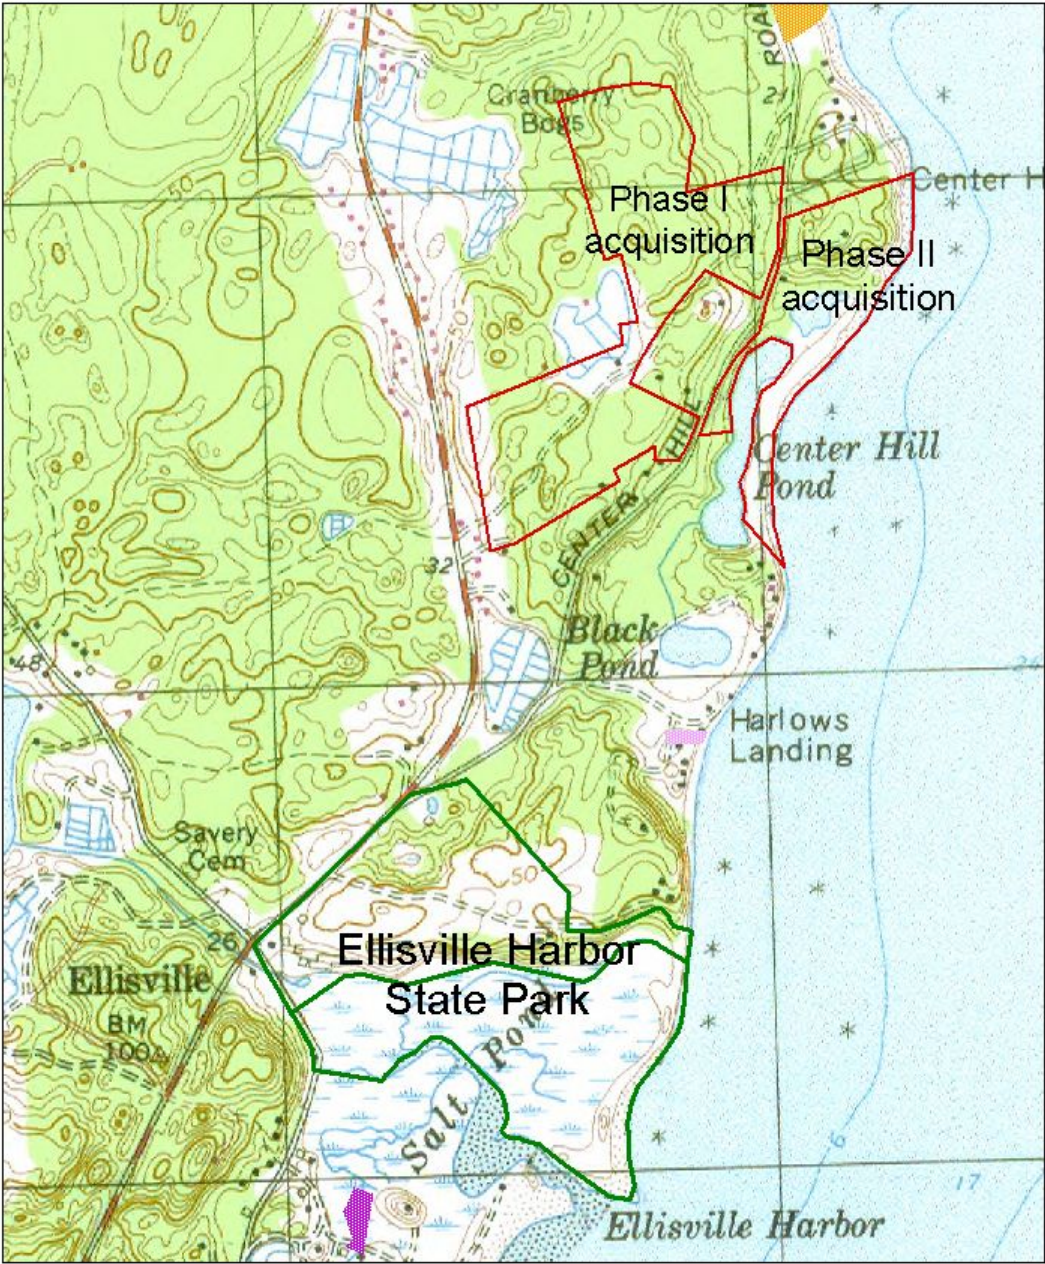 ROAD
21
Cranberry
Bogs
50
Center H
Phase I
acquisition
Phase II
acquisition
50
Center Hill
Pond
CENTER HILL
32
Black
Pond
48
Harlows
Landing
Savery
Cem
50
26
Ellisville Harbor
State Park
Ellisville
BM
100
Salt Pond
6
17
Ellisville Harbor